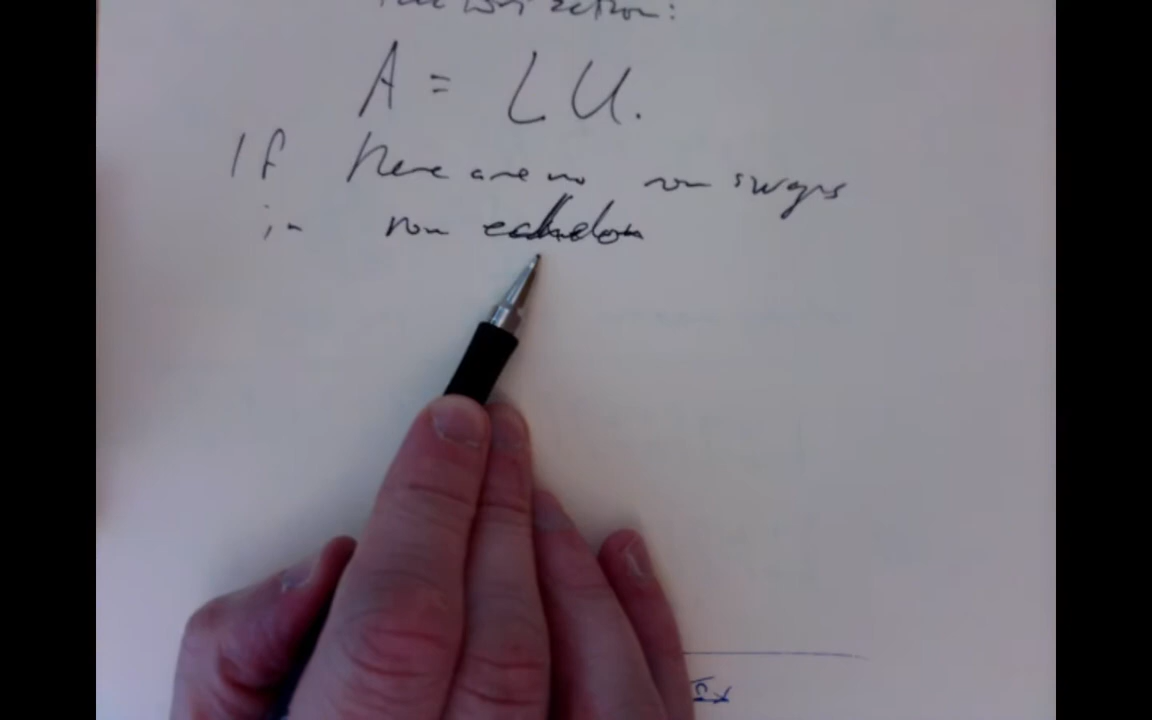 A = LU.
If there are no row swaps
in row echelon